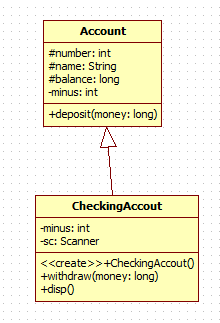 Account
#number: int
#name: String
#balance: long
-minus: int
+deposit(money: long)
CheckingAccout
-minus: int
-sc: Scanner
<<create>>+CheckingAccout()
+withdraw(money: long)
+disp()